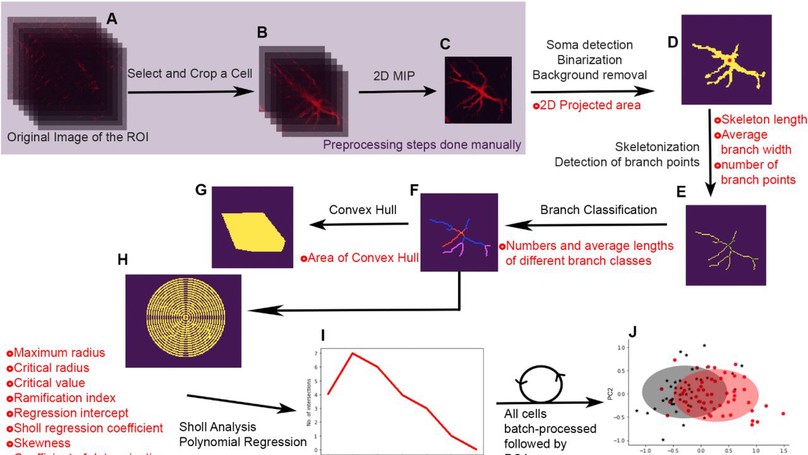 A
B
C
D
Select and Crop a Cell
2D MIP
Soma detection
Binarization
Background removal
2D Projected area
Original Image of the ROI
Preprocessing steps done manually
Skeletonization
Detection of branch points
Skeleton length
Average
branch width
number of
branch points
G
F
E
Convex Hull
Branch Classification
Area of Convex Hull
Numbers and average lengths
of different branch classes
H
Maximum radius
Critical radius
Critical value
Ramification index
Regression intercept
Sholl regression coefficient
Skewness
Sholl Analysis
Polynomial Regression
I
No. of intersections
7
6
5
4
3
2
1
0
All cells
batch-processed
followed by
J
PC2
1.0
0.5
0.0
−0.5
−1.0
−1.0 −0.5 0.0 0.5 1.0 1.5